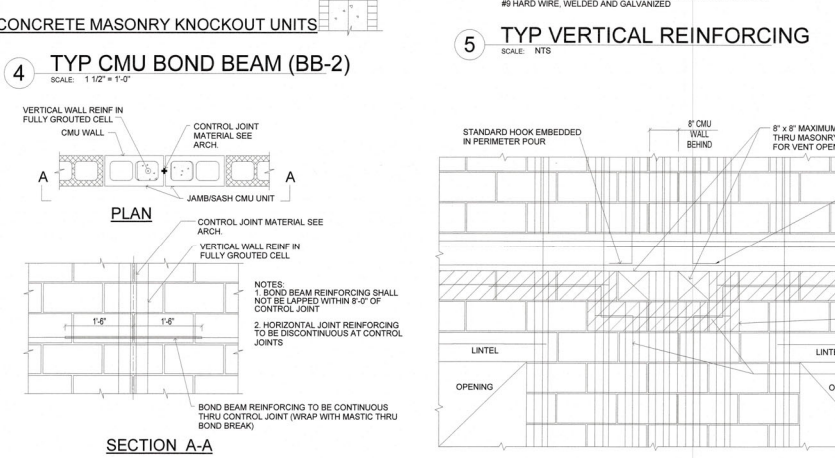 CONCRETE MASONRY KNOCKOUT UNITS
4 TYP CMU BOND BEAM (BB-2)
SCALE: 1 1/2" = 1'-0"
VERTICAL WALL REINF IN
FULLY GROUTED CELL
CMU WALL
CONTROL JOINT
MATERIAL SEE
ARCH.
A
A
JAMB/SASH CMU UNIT
PLAN
CONTROL JOINT MATERIAL SEE
ARCH.
VERTICAL WALL REINF IN
FULLY GROUTED CELL
NOTES:
1. BOND BEAM REINFORCING SHALL
NOT BE LAPPED WITHIN 8'-0" OF
CONTROL JOINT
2. HORIZONTAL JOINT REINFORCING
TO BE DISCONTINUOUS AT CONTROL
JOINTS
1'-6" 1'-6"
BOND BEAM REINFORCING TO BE CONTINUOUS
THRU CONTROL JOINT (WRAP WITH MASTIC THRU
BOND BREAK)
SECTION A-A
#9 HARD WIRE, WELDED AND GALVANIZED
5 TYP VERTICAL REINFORCING
SCALE: NTS
STANDARD HOOK EMBEDDED
IN PERIMETER POUR
8" CMU
WALL
BEHIND
8" x 8" MAXIMUM
THRU MASONRY
FOR VENT OPEN
LINTEL
LINT
OPENING
O